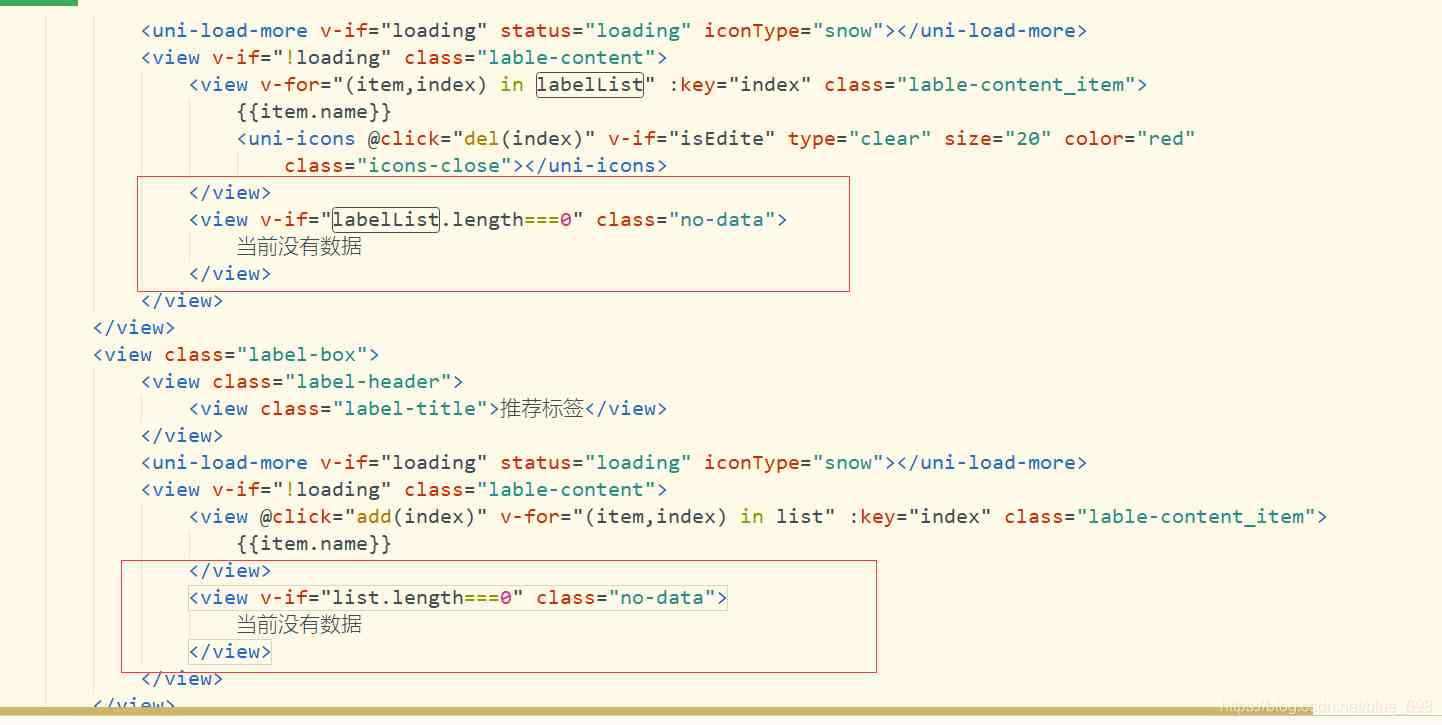 <uni-load-more v-if="loading" status="loading" iconType="snow"></uni-load-more>
<view v-if="!loading" class="lable-content">
<view v-for="(item,index) in labelList" :key="index" class="lable-content_item">
{{item.name}}
<uni-icons @click="del(index)" v-if="isEdite" type="clear" size="20" color="red"
class="icons-close"></uni-icons>
</view>
<view v-if="labelList.length===0" class="no-data">
当前没有数据
</view>
</view>
</view>
<view class="label-box">
<view class="label-header">
<view class="label-title">推荐标签</view>
</view>
<uni-load-more v-if="loading" status="loading" iconType="snow"></uni-load-more>
<view v-if="!loading" class="lable-content">
<view @click="add(index)" v-for="(item,index) in list" :key="index" class="lable-content_item">
{{item.name}}
</view>
<view v-if="list.length===0" class="no-data">
当前没有数据
</view>
</view>
</view>